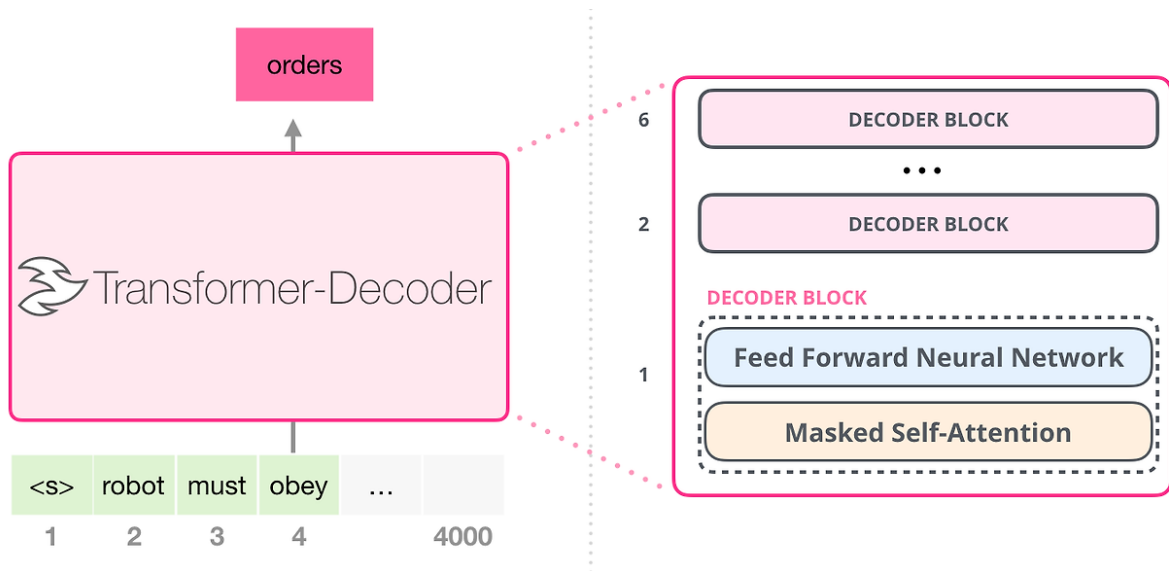 orders
Transformer-Decoder
<s> robot must obey ...
1 2 3 4 4000
6 DECODER BLOCK
...
2 DECODER BLOCK
DECODER BLOCK
1 Feed Forward Neural Network
Masked Self-Attention